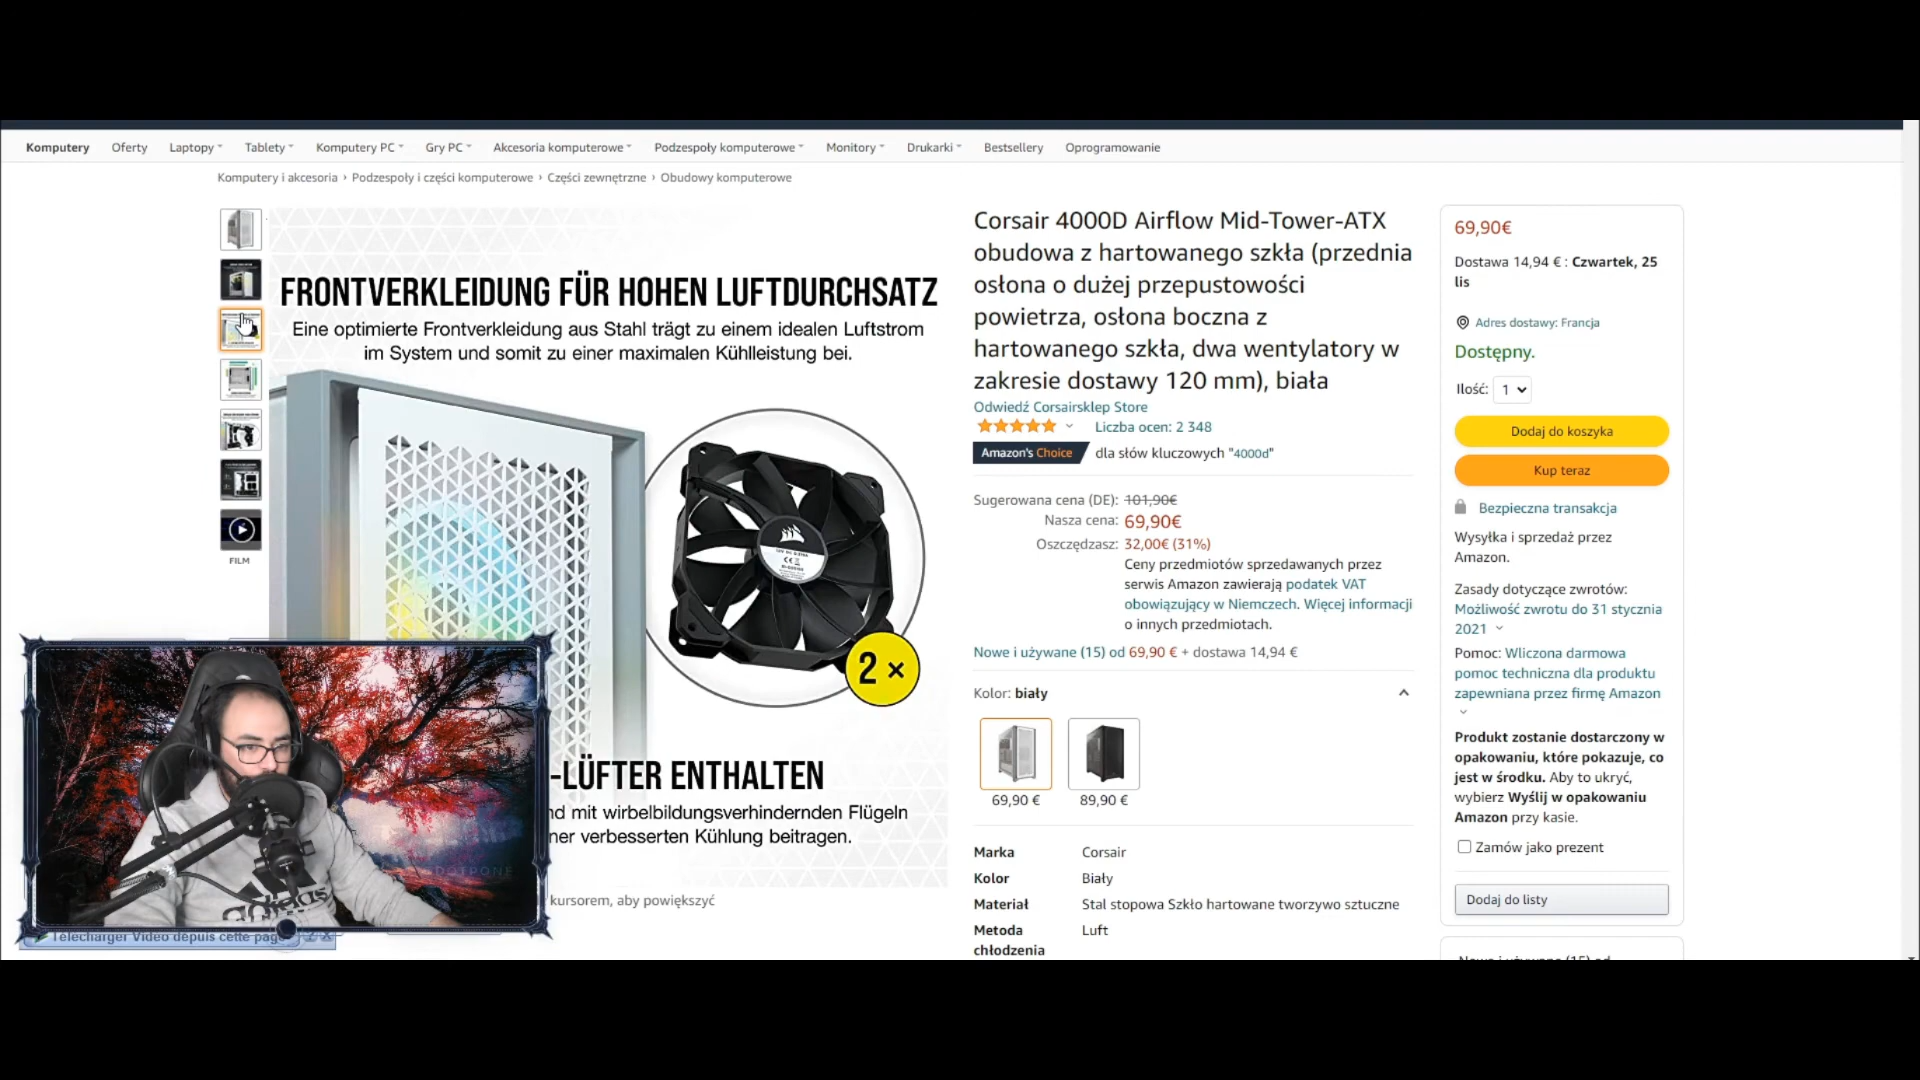 Komputery Oferty Laptopy Tablety Komputery PC Gry PC Akcesoria komputerowe Podzespoły komputerowe Monitory Drukarki Bestsellery Oprogramowanie
Komputery i akcesoria › Podzespoły i części komputerowe › Części zewnętrzne › Obudowy komputerowe
FILM
FRONTVERKLEIDUNG FÜR HOHEN LUFTDURCHSATZ
Eine optimierte Frontverkleidung aus Stahl trägt zu einem idealen Luftstrom
im System und somit zu einer maximalen Kühlleistung bei.
2 ×
-LÜFTER ENTHALTEN
nd mit wirbelbildungsverhindernden Flügeln
ner verbesserten Kühlung beitragen.
kursorem, aby powiększyć
adidas
DOTPONE
Télécharger Vidéo depuis cette page
Corsair 4000D Airflow Mid-Tower-ATX
obudowa z hartowanego szkła (przednia
osłona o dużej przepustowości
powietrza, osłona boczna z
hartowanego szkła, dwa wentylatory w
zakresie dostawy 120 mm), biała
Odwiedź Corsairsklep Store
Liczba ocen: 2 348
Amazon's Choice dla słów kluczowych "4000d"
Sugerowana cena (DE): 101,90€
Nasza cena: 69,90€
Oszczędzasz: 32,00€ (31%)
Ceny przedmiotów sprzedawanych przez
serwis Amazon zawierają podatek VAT
obowiązujący w Niemczech. Więcej informacji
o innych przedmiotach.
Nowe i używane (15) od 69,90 € + dostawa 14,94 €
Kolor: biały
69,90 € 89,90 €
Marka Corsair
Kolor Biały
Materiał Stal stopowa Szkło hartowane tworzywo sztuczne
Metoda Luft
chłodzenia
69,90€
Dostawa 14,94 € : Czwartek, 25
lis
Adres dostawy: Francja
Dostępny.
Ilość: 1
Dodaj do koszyka
Kup teraz
Bezpieczna transakcja
Wysyłka i sprzedaż przez
Amazon.
Zasady dotyczące zwrotów:
Możliwość zwrotu do 31 stycznia
2021
Pomoc: Wliczona darmowa
pomoc techniczna dla produktu
zapewniana przez firmę Amazon
Produkt zostanie dostarczony w
opakowaniu, które pokazuje, co
jest w środku. Aby to ukryć,
wybierz Wyślij w opakowaniu
Amazon przy kasie.
Zamów jako prezent
Dodaj do listy
Nowe i używane (15) od